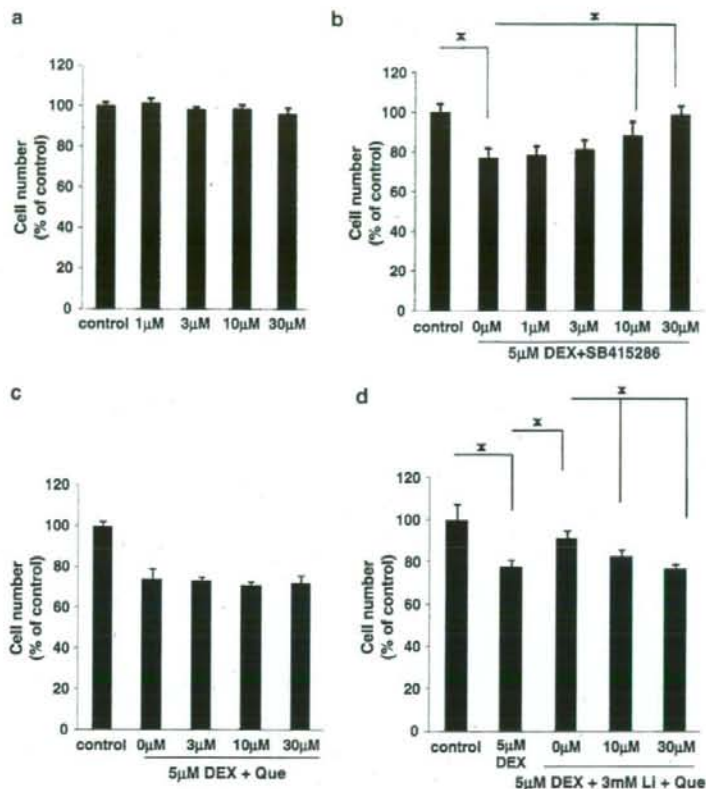 a
120
100
80
60
40
20
0
Cell number
(% of control)
control 1µM 3µM 10µM 30µM
b
* *
120
100
80
60
40
20
0
Cell number
(% of control)
control 0µM 1µM 3µM 10µM 30µM
5µM DEX+SB415286
c
120
100
80
60
40
20
0
Cell number
(% of control)
control 0µM 3µM 10µM 30µM
5µM DEX + Que
d
*
*
*
120
100
80
60
40
20
0
Cell number
(% of control)
control 5µM 0µM 10µM 30µM
DEX
5µM DEX + 3mM Li + Que